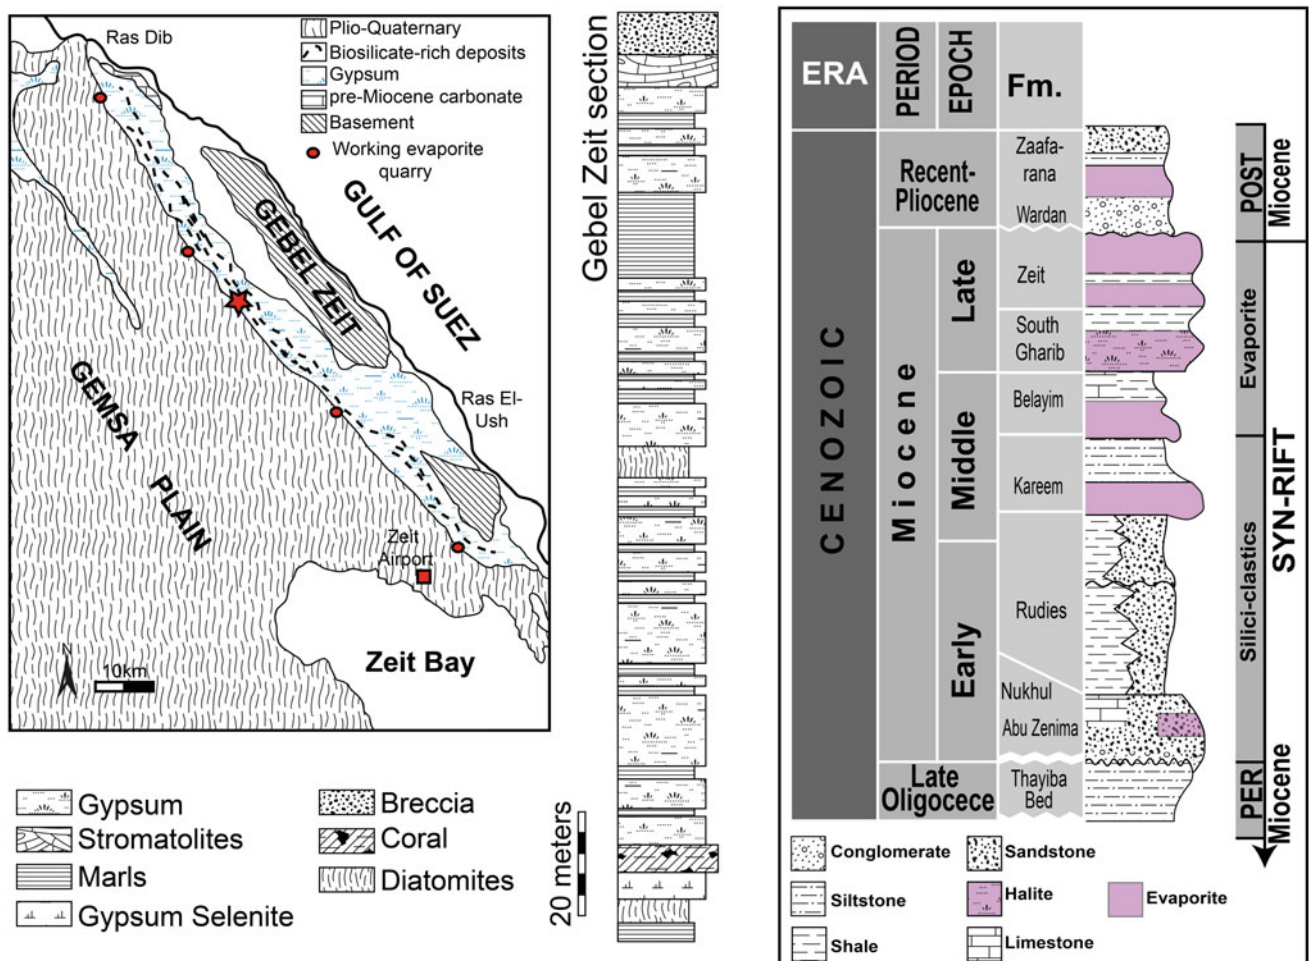 Ras Dib
Plio-Quaternary
Biosilicate-rich deposits
Gypsum
pre-Miocene carbonate
Basement
Working evaporite
quarry
GULF OF SUEZ
GEBEL ZEIT
GEMSA
PLAIN
Ras El-
Ush
Zeit
Airport
Zeit Bay
N
10km
Gypsum
Stromatolites
Marls
Gypsum Selenite
Breccia
Coral
Diatomites
Gebel Zeit section
20 meters
ERA
PERIOD
EPOCH
Fm.
CENOZOIC
Recent-
Pliocene
Miocene
Late
Middle
Early
Late
Oligocece
Zaafa-
rana
Wardan
Zeit
South
Gharib
Belayim
Kareem
Rudies
Nukhul
Abu Zenima
Thayiba
Bed
POST
Miocene
Evaporite
Silici-clastics
SYN-RIFT
PER
Miocene
Conglomerate
Sandstone
Siltstone
Halite
Evaporite
Shale
Limestone